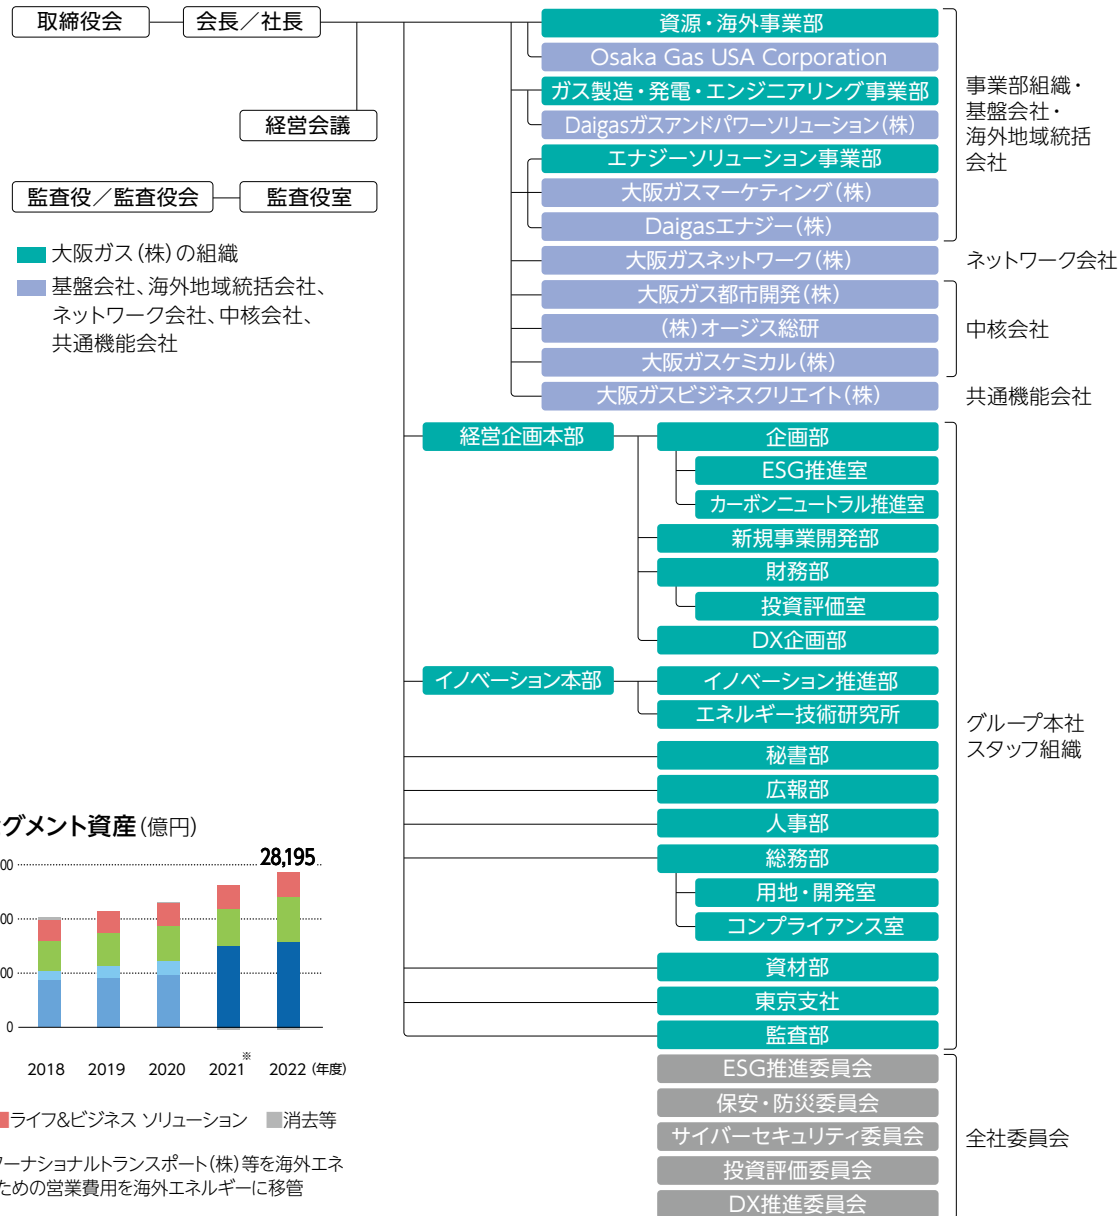 取締役会
会長／社長
経営会議
監査役／監査役会
監査役室
大阪ガス(株)の組織
基盤会社、海外地域統括会社、
ネットワーク会社、中核会社、
共通機能会社
資源・海外事業部
Osaka Gas USA Corporation
ガス製造・発電・エンジニアリング事業部
Daigasガスアンドパワーソリューション(株)
エナジーソリューション事業部
大阪ガスマーケティング(株)
Daigasエナジー(株)
事業部組織・
基盤会社・
海外地域統括
会社
大阪ガスネットワーク(株)
ネットワーク会社
大阪ガス都市開発(株)
(株)オージス総研
大阪ガスケミカル(株)
中核会社
大阪ガスビジネスクリエイト(株)
共通機能会社
経営企画本部
企画部
ESG推進室
カーボンニュートラル推進室
新規事業開発部
財務部
投資評価室
DX企画部
イノベーション本部
イノベーション推進部
エネルギー技術研究所
秘書部
広報部
人事部
総務部
用地・開発室
コンプライアンス室
資材部
東京支社
監査部
グループ本社
スタッフ組織
ESG推進委員会
保安・防災委員会
サイバーセキュリティ委員会
投資評価委員会
DX推進委員会
全社委員会
グメント資産(億円)
28,195
00
00
00
0
2018 2019 2020 2021※ 2022 (年度)
ライフ&ビジネス ソリューション 消去等
ターナショナルトランスポート(株)等を海外エネ
ための営業費用を海外エネルギーに移管